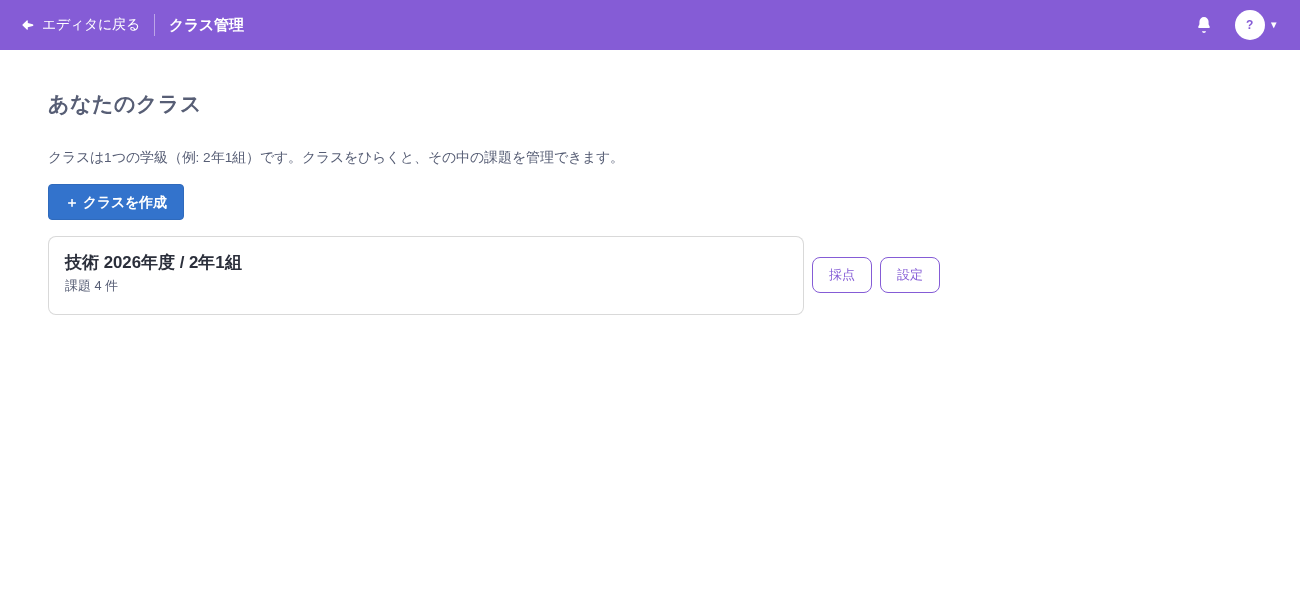 エディタに戻る
クラス管理
?
あなたのクラス
クラスは1つの学級（例: 2年1組）です。クラスをひらくと、その中の課題を管理できます。
+ クラスを作成
技術 2026年度 / 2年1組
課題 4 件
採点
設定